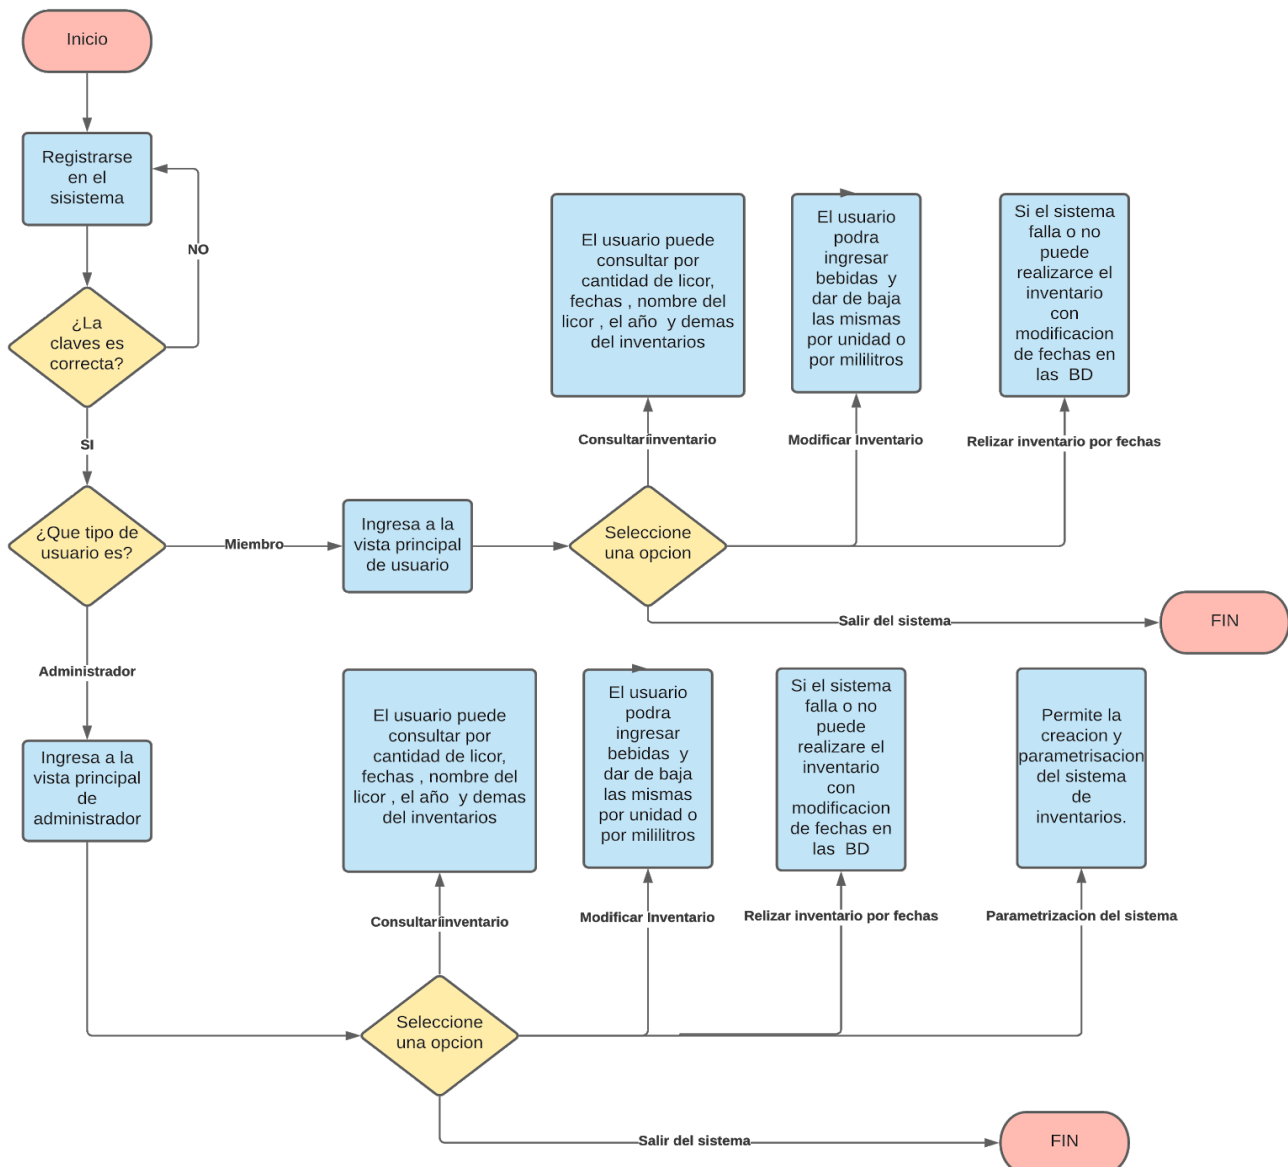 Inicio
Registrarse
en el
sisistema
NO
¿La
claves es
correcta?
SI
¿Que tipo de
usuario es?
Miembro
Ingresa a la
vista principal
de usuario
Seleccione
una opcion
Consultar inventario
El usuario puede
consultar por
cantidad de licor,
fechas , nombre del
licor , el año y demas
del inventarios
Modificar Inventario
El usuario
podra
ingresar
bebidas y
dar de baja
las mismas
por unidad o
por mililitros
Relizar inventario por fechas
Si el sistema
falla o no
puede
realizarce el
inventario
con
modificacion
de fechas en
las BD
Salir del sistema
FIN
Administrador
Ingresa a la
vista principal
de
administrador
Seleccione
una opcion
Consultar inventario
El usuario puede
consultar por
cantidad de licor,
fechas , nombre del
licor , el año y demas
del inventarios
Modificar Inventario
El usuario
podra
ingresar
bebidas y
dar de baja
las mismas
por unidad o
por mililitros
Relizar inventario por fechas
Si el sistema
falla o no
puede
realizare el
inventario
con
modificacion
de fechas en
las BD
Parametrizacion del sistema
Permite la
creacion y
parametrisacion
del sistema
de
inventarios.
Salir del sistema
FIN